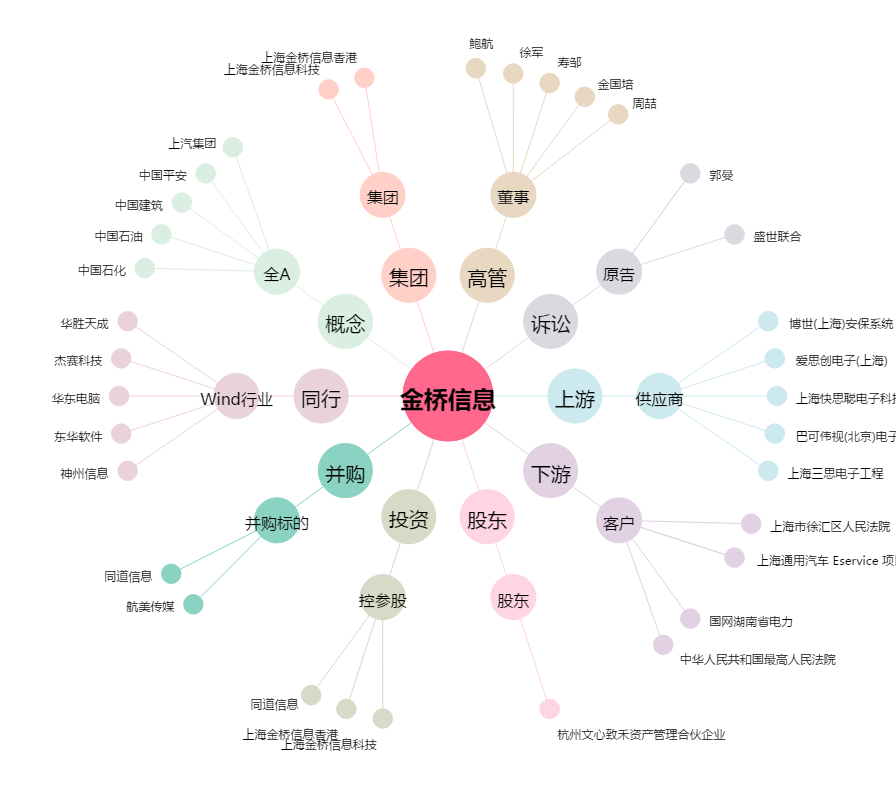 鲍航
徐军
上海金桥信息香港
寿邹
上海金桥信息科技
金国培
周喆
上汽集团
中国平安
郭曼
集团
董事
中国建筑
中国石油
盛世联合
中国石化
全A
集团
高管
原告
华胜天成
概念
诉讼
博世(上海)安保系统
杰赛科技
爱思创电子(上海)
华东电脑
Wind行业
同行
金桥信息
上游
供应商
上海快思聪电子科技
东华软件
巴可伟视(北京)电子
神州信息
并购
下游
上海三思电子工程
并购标的
投资
股东
客户
上海市徐汇区人民法院
上海通用汽车 Eservice 项
同道信息
航美传媒
控参股
股东
国网湖南省电力
中华人民共和国最高人民法院
同道信息
上海金桥信息香港
上海金桥信息科技
杭州文心致禾资产管理合伙企业